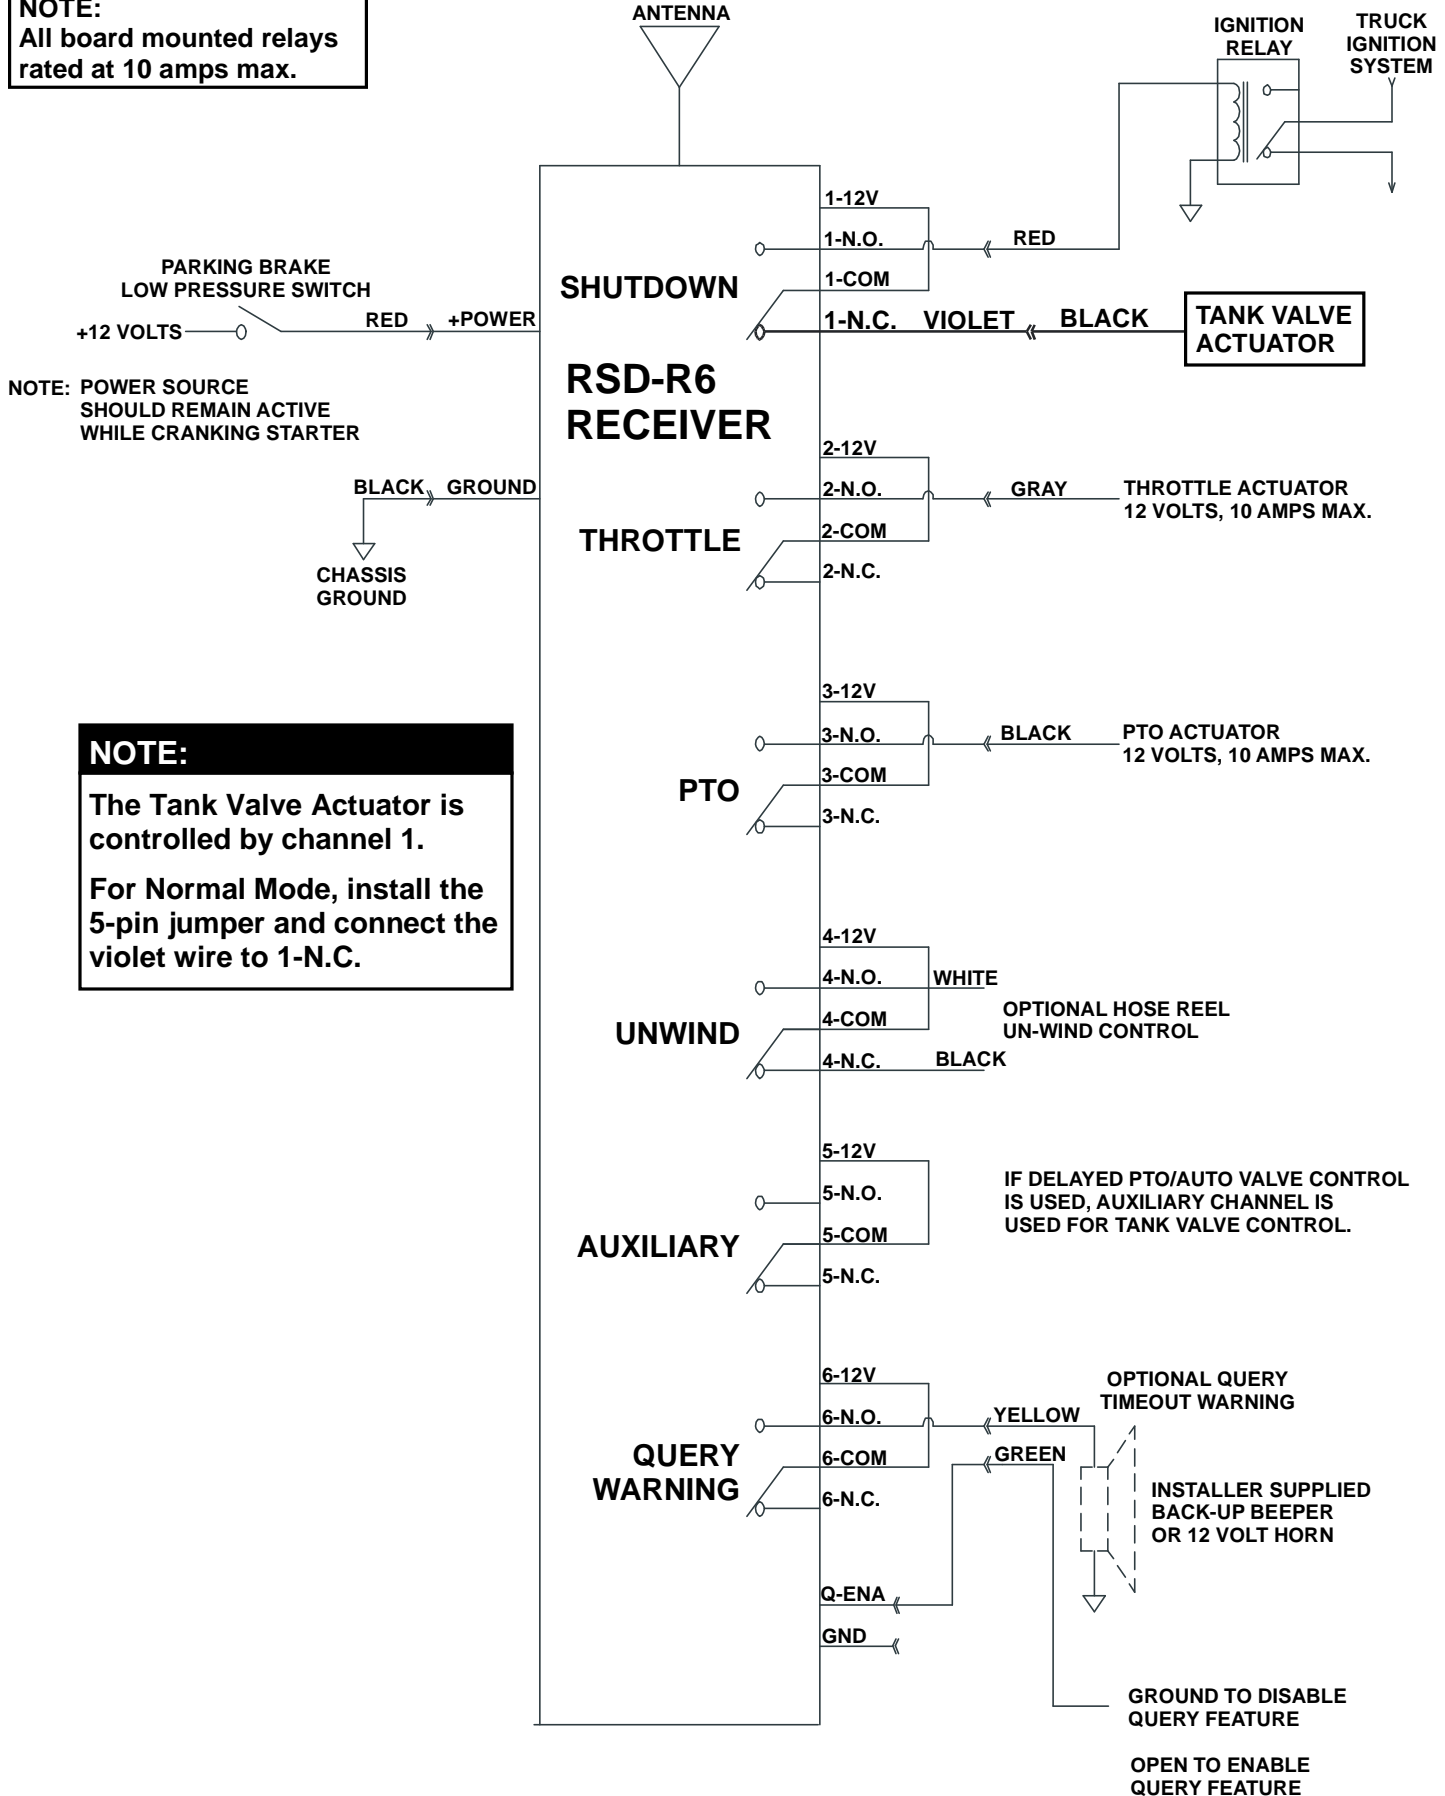 NOTE:
All board mounted relays
rated at 10 amps max.
ANTENNA
IGNITION
RELAY
TRUCK
IGNITION
SYSTEM
PARKING BRAKE
LOW PRESSURE SWITCH
+12 VOLTS
RED
+POWER
NOTE: POWER SOURCE
SHOULD REMAIN ACTIVE
WHILE CRANKING STARTER
BLACK
GROUND
CHASSIS
GROUND
RSD-R6
RECEIVER
SHUTDOWN
1-12V
1-N.O.
RED
1-COM
1-N.C.
VIOLET
BLACK
TANK VALVE
ACTUATOR
THROTTLE
2-12V
2-N.O.
GRAY
THROTTLE ACTUATOR
12 VOLTS, 10 AMPS MAX.
2-COM
2-N.C.
PTO
3-12V
3-N.O.
BLACK
PTO ACTUATOR
12 VOLTS, 10 AMPS MAX.
3-COM
3-N.C.
NOTE:
The Tank Valve Actuator is
controlled by channel 1.
For Normal Mode, install the
5-pin jumper and connect the
violet wire to 1-N.C.
UNWIND
4-12V
4-N.O.
WHITE
4-COM
OPTIONAL HOSE REEL
UN-WIND CONTROL
4-N.C.
BLACK
AUXILIARY
5-12V
5-N.O.
5-COM
5-N.C.
IF DELAYED PTO/AUTO VALVE CONTROL
IS USED, AUXILIARY CHANNEL IS
USED FOR TANK VALVE CONTROL.
QUERY
WARNING
6-12V
6-N.O.
YELLOW
6-COM
GREEN
6-N.C.
OPTIONAL QUERY
TIMEOUT WARNING
INSTALLER SUPPLIED
BACK-UP BEEPER
OR 12 VOLT HORN
Q-ENA
GND
GROUND TO DISABLE
QUERY FEATURE
OPEN TO ENABLE
QUERY FEATURE